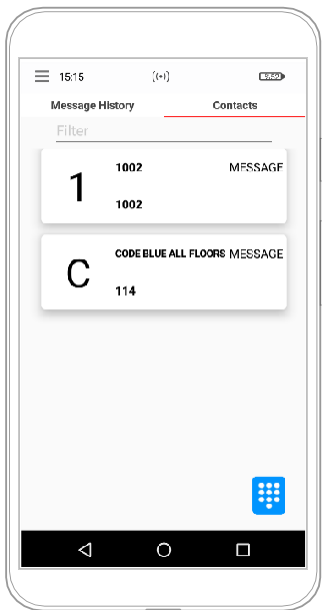 15:15
Message History Contacts
Filter
1 1002 MESSAGE
1002
C CODE BLUE ALL FLOORS MESSAGE
114